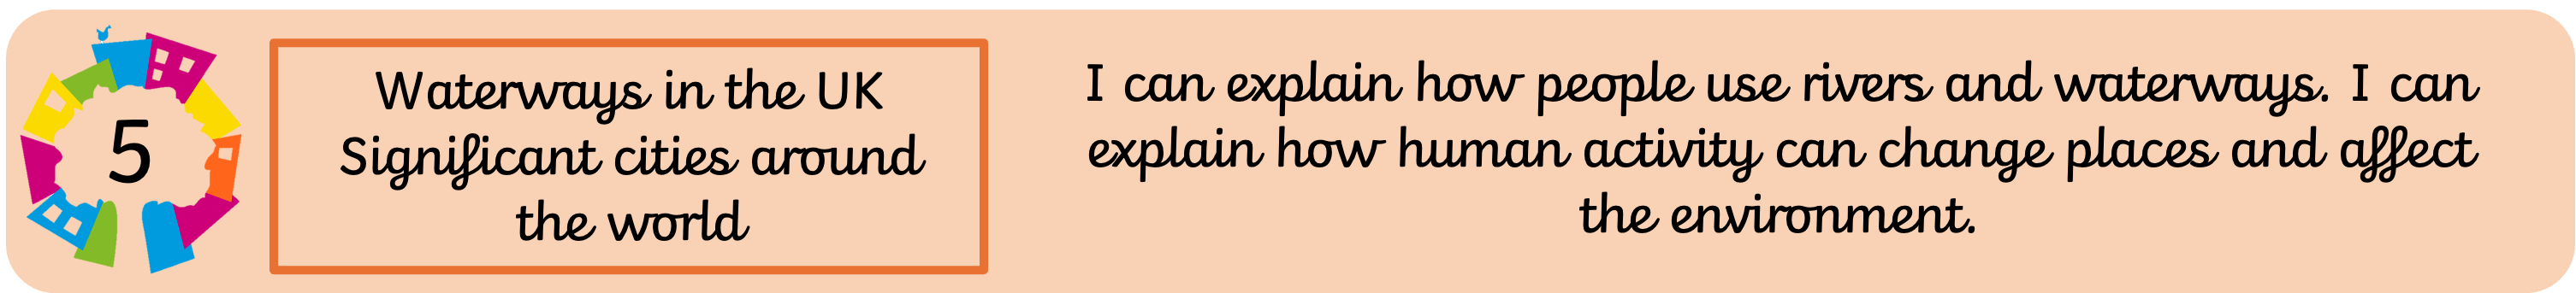 5
Waterways in the UK
Significant cities around
the world
I can explain how people use rivers and waterways. I can
explain how human activity can change places and affect
the environment.